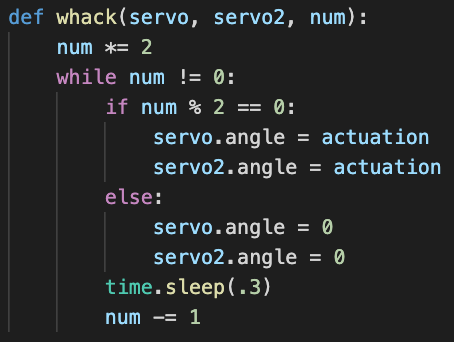 def whack(servo, servo2, num):
    num *= 2
    while num != 0:
        if num % 2 == 0:
            servo.angle = actuation
            servo2.angle = actuation
        else:
            servo.angle = 0
            servo2.angle = 0
        time.sleep(.3)
        num -= 1